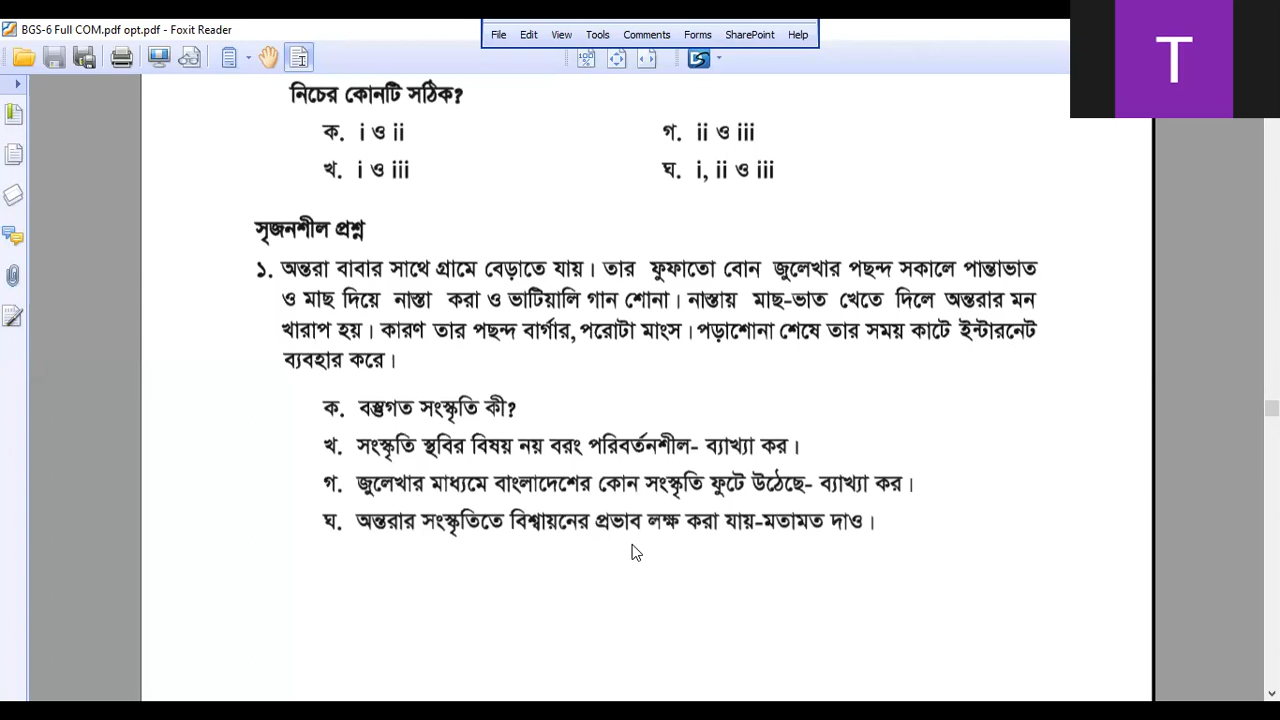 BGS-6 Full COM.pdf opt.pdf - Foxit Reader
File Edit View Tools Comments Forms SharePoint Help
T
নিচের কোনটি সঠিক?
ক. i ও ii গ. ii ও iii
খ. i ও iii ঘ. i, ii ও iii
সৃজনশীল প্রশ্ন
১. অন্তরা বাবার সাথে গ্রামে বেড়াতে যায়। তার ফুফাতো বোন জুলেখার পছন্দ সকালে পান্তাভাত
ও মাছ দিয়ে নাস্তা করা ও ভাটিয়ালি গান শোনা। নাস্তায় মাছ-ভাত খেতে দিলে অন্তরার মন
খারাপ হয়। কারণ তার পছন্দ বার্গার, পরোটা মাংস। পড়াশোনা শেষে তার সময় কাটে ইন্টারনেট
ব্যবহার করে।
ক. বস্তুগত সংস্কৃতি কী?
খ. সংস্কৃতি স্থবির বিষয় নয় বরং পরিবর্তনশীল- ব্যাখ্যা কর।
গ. জুলেখার মাধ্যমে বাংলাদেশের কোন সংস্কৃতি ফুটে উঠেছে- ব্যাখ্যা কর।
ঘ. অন্তরার সংস্কৃতিতে বিশ্বায়নের প্রভাব লক্ষ করা যায়-মতামত দাও।